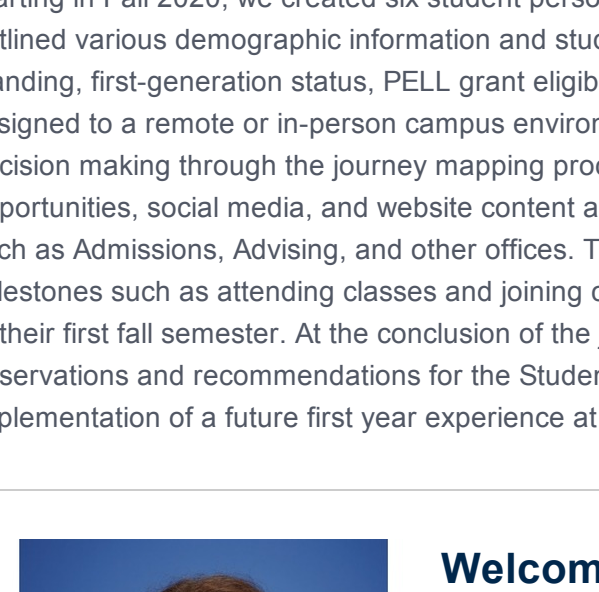 arting in Fall 2020, we created six student perso
tlined various demographic information and stud
anding, first-generation status, PELL grant eligib
signed to a remote or in-person campus environ
cision making through the journey mapping proc
portunities, social media, and website content a
ch as Admissions, Advising, and other offices. T
lestones such as attending classes and joining c
their first fall semester. At the conclusion of the j
servations and recommendations for the Studen
plementation of a future first year experience at
Welcom